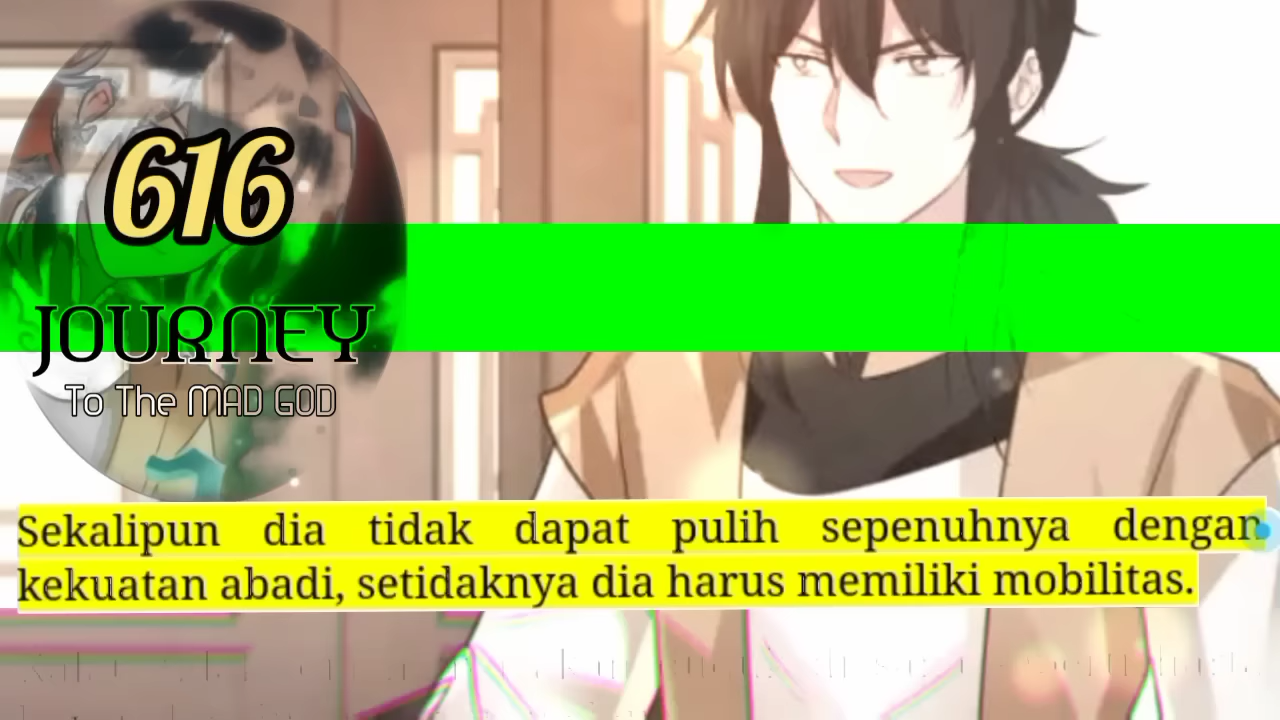 616
JOURNEY
To The MAD GOD
Sekalipun dia tidak dapat pulih sepenuhnya dengan
kekuatan abadi, setidaknya dia harus memiliki mobilitas.